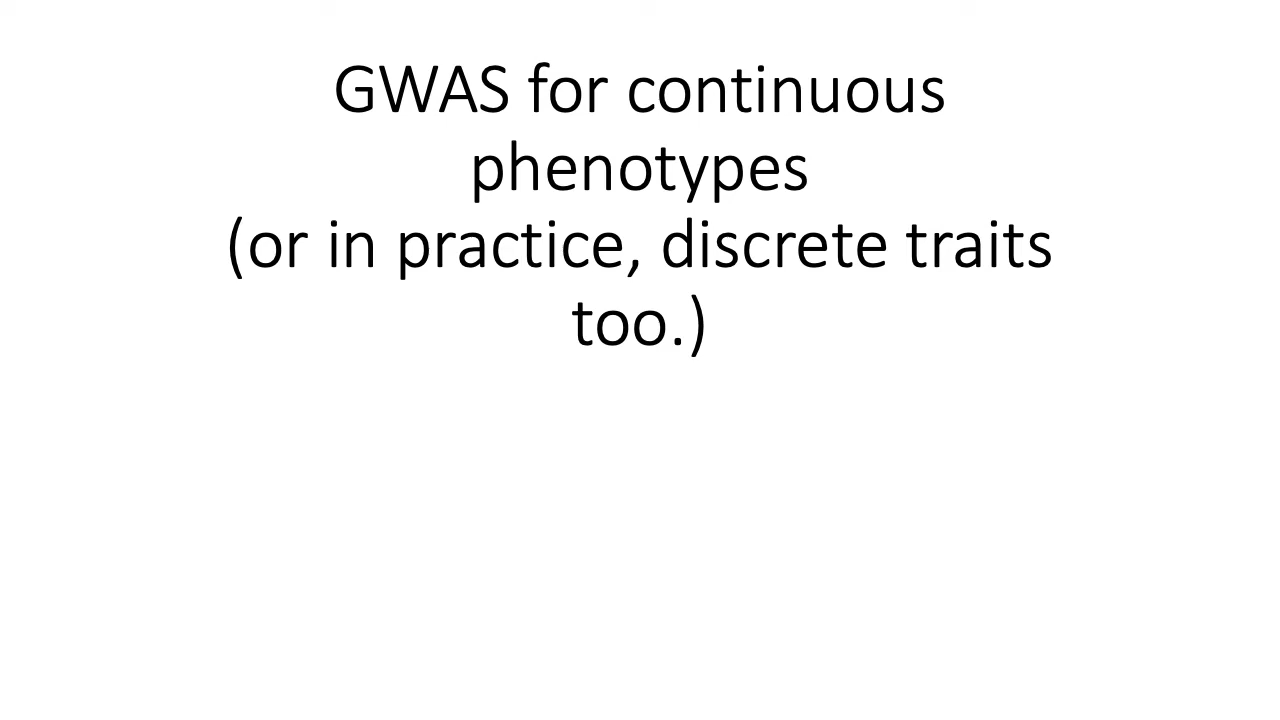 GWAS for continuous
phenotypes
(or in practice, discrete traits
too.)